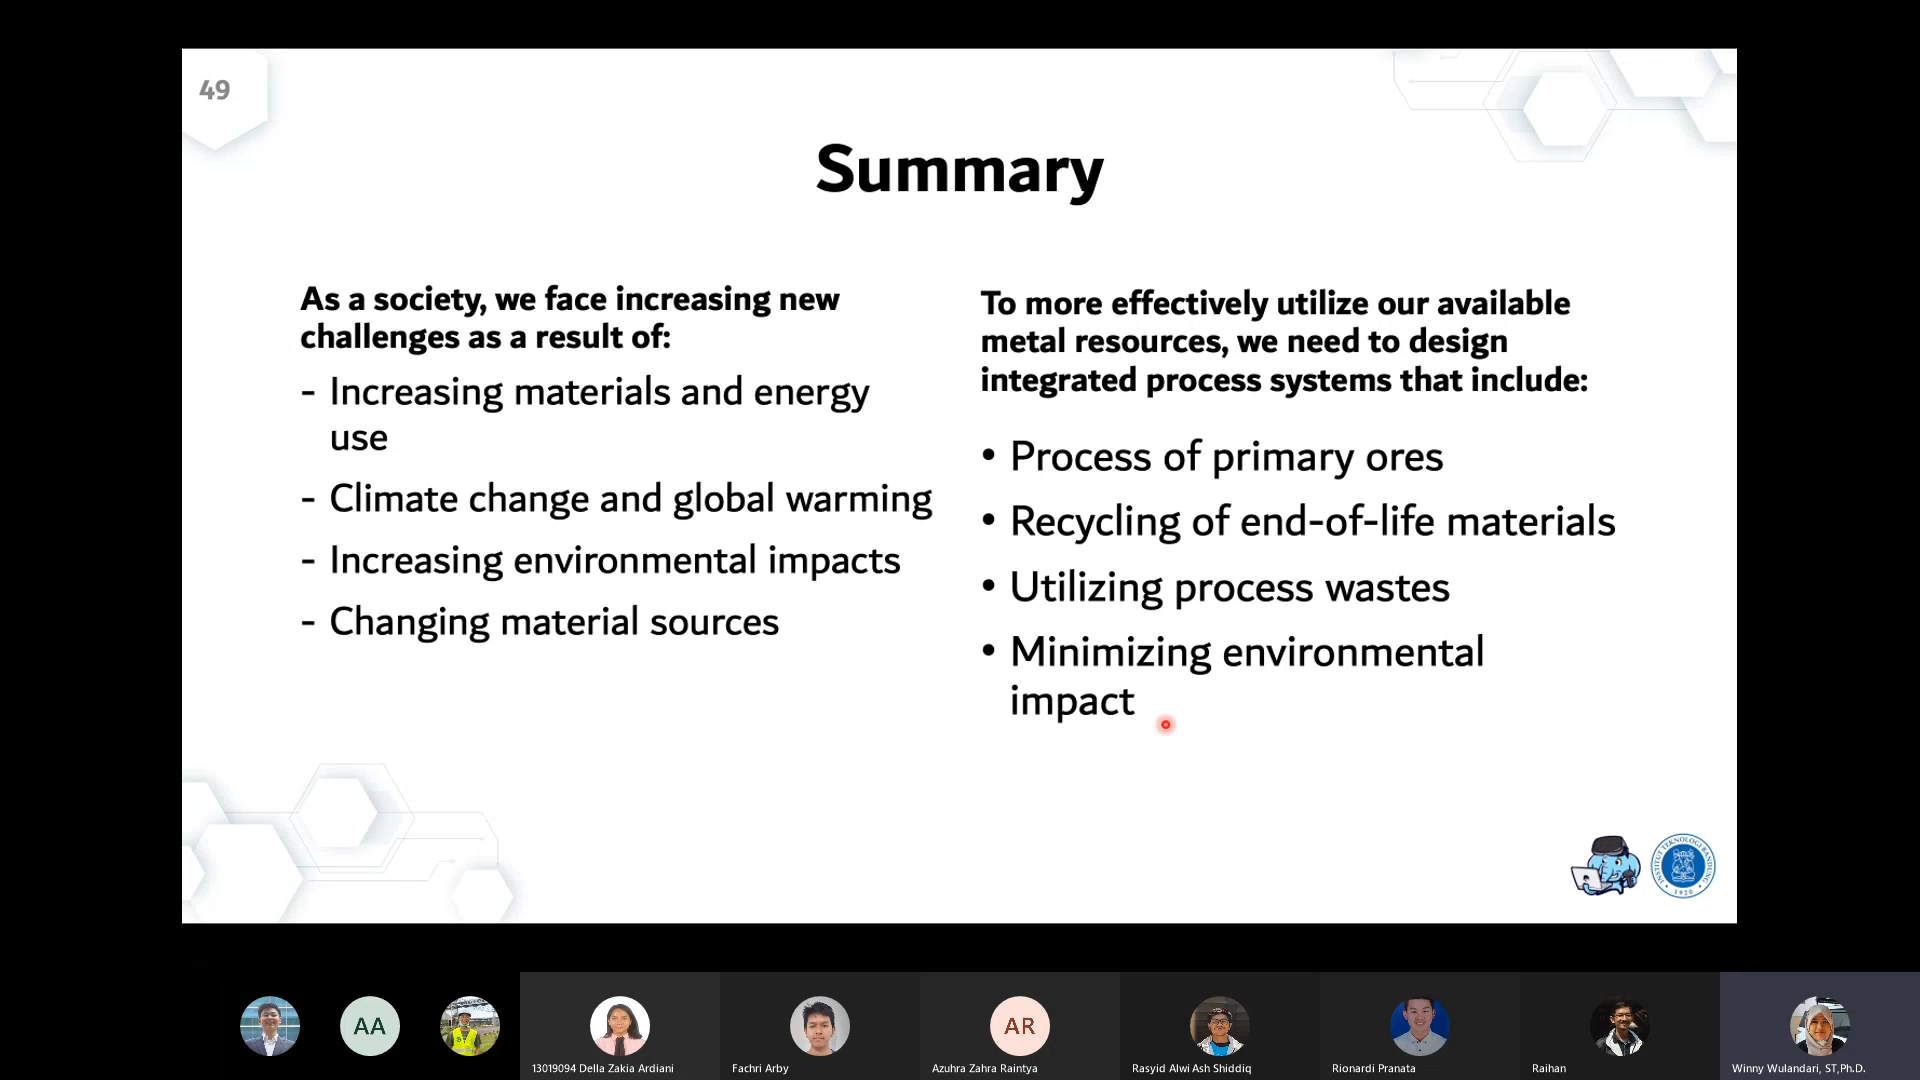 49
Summary
As a society, we face increasing new
challenges as a result of:
- Increasing materials and energy
use
- Climate change and global warming
- Increasing environmental impacts
- Changing material sources
To more effectively utilize our available
metal resources, we need to design
integrated process systems that include:
• Process of primary ores
• Recycling of end-of-life materials
• Utilizing process wastes
• Minimizing environmental
impact
INSTITUT TEKNOLOGI BANDUNG
1920
AA
AR
13019094 Della Zakia Ardiani
Fachri Arby
Azuhra Zahra Raintya
Rasyid Alwi Ash Shiddiq
Rionardi Pranata
Raihan
Winny Wulandari, ST,Ph.D.